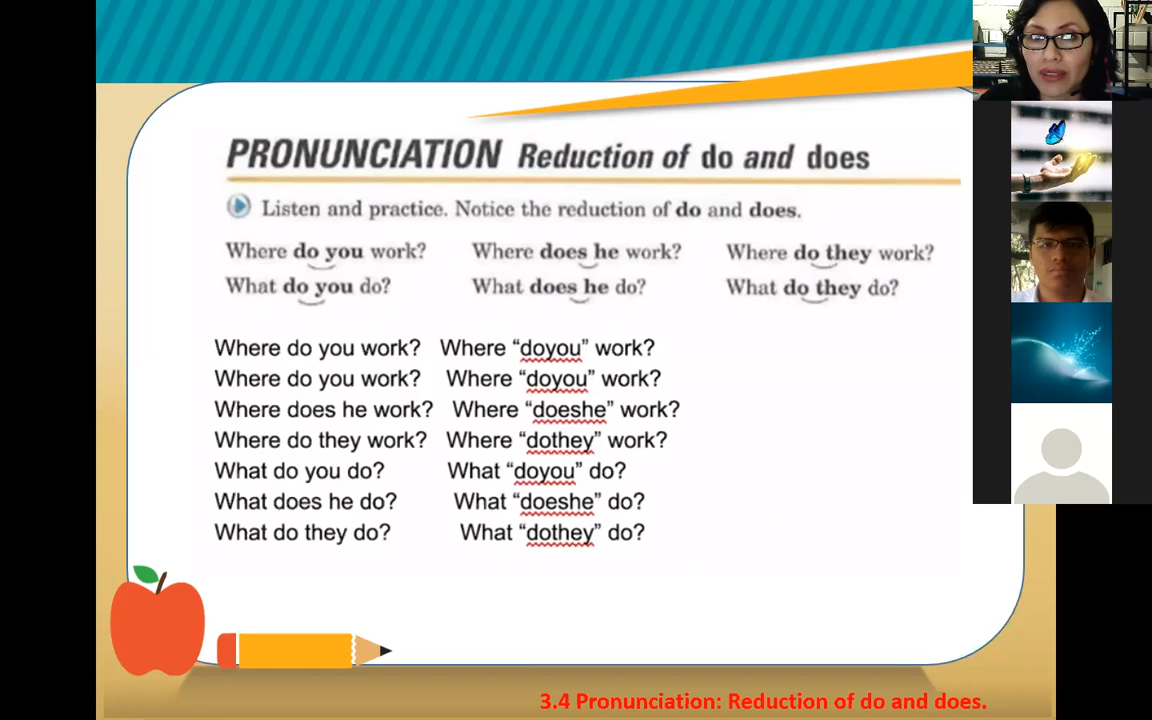 PRONUNCIATION Reduction of do and does
Listen and practice. Notice the reduction of do and does.
Where do you work? Where does he work? Where do they work?
What do you do? What does he do? What do they do?
Where do you work? Where “doyou” work?
Where do you work? Where “doyou” work?
Where does he work? Where “doeshe” work?
Where do they work? Where “dothey” work?
What do you do? What “doyou” do?
What does he do? What “doeshe” do?
What do they do? What “dothey” do?
3.4 Pronunciation: Reduction of do and does.